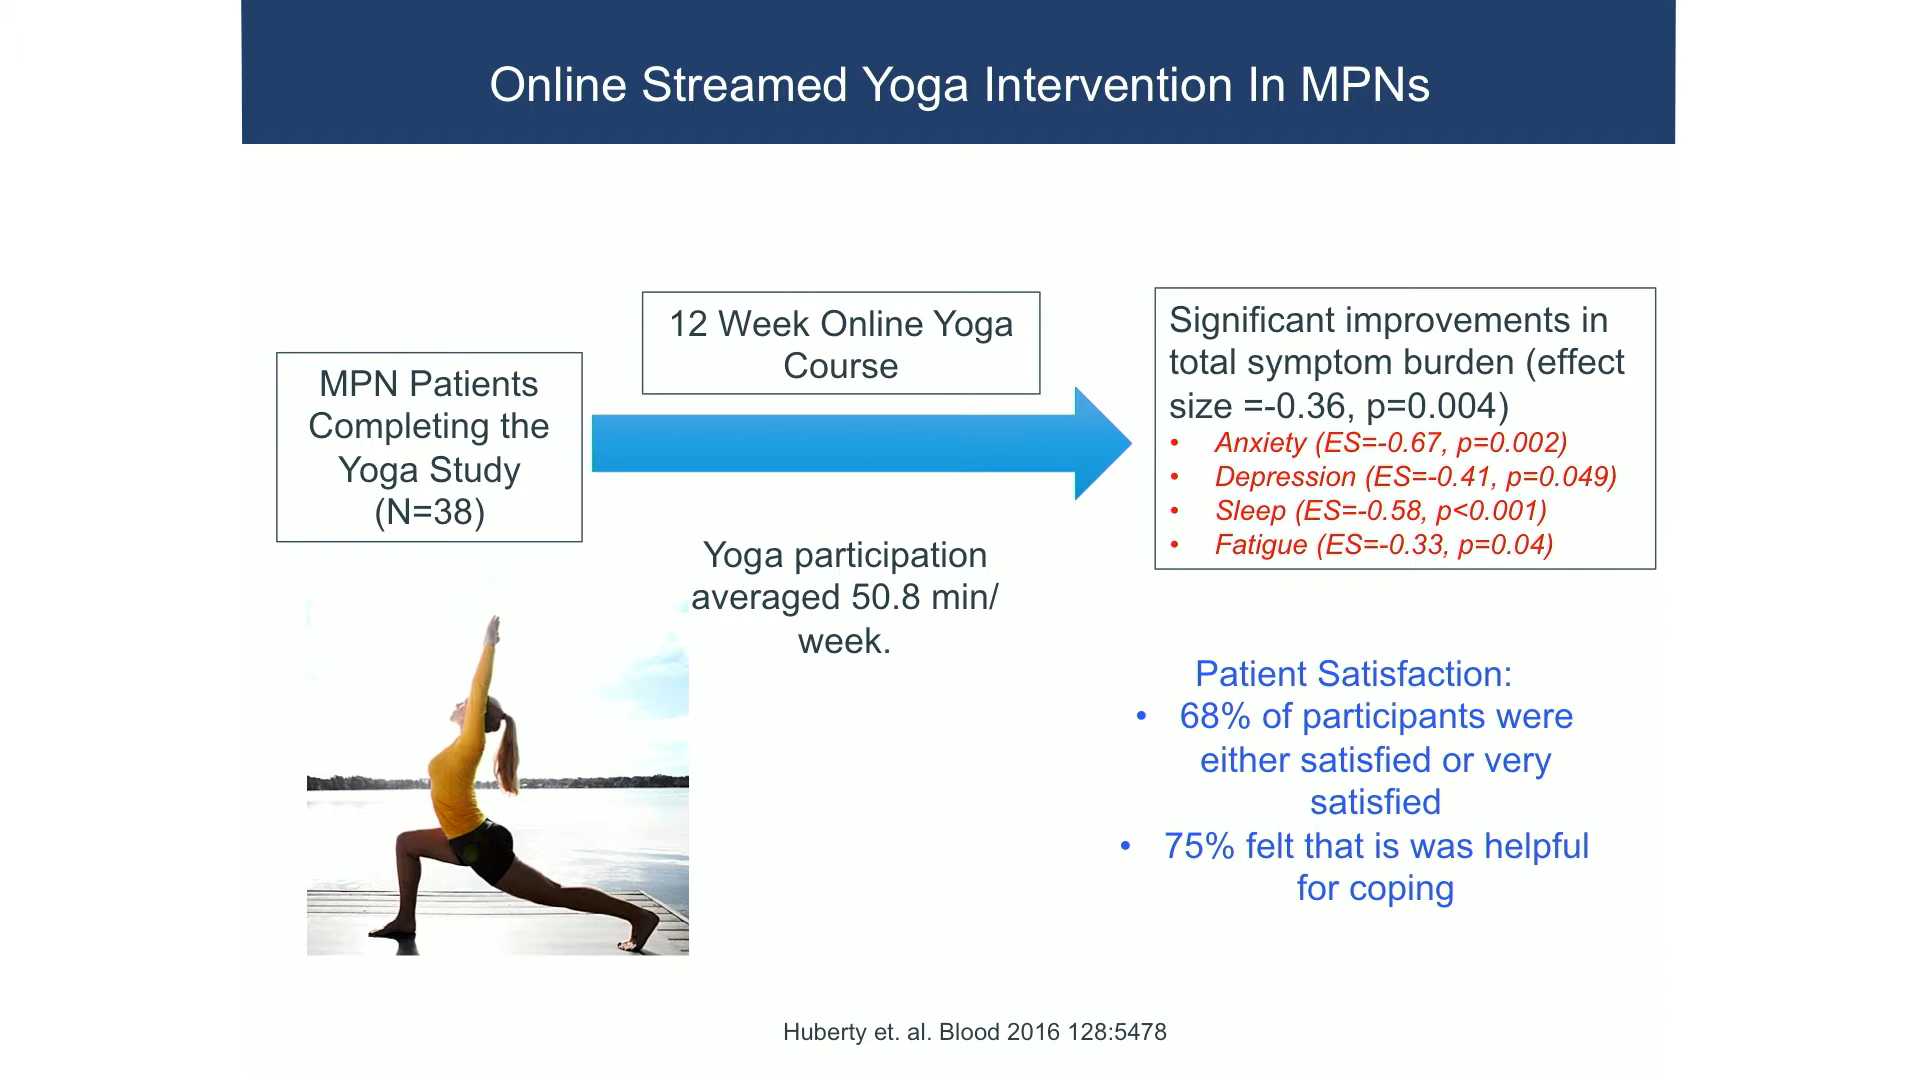 Online Streamed Yoga Intervention In MPNs
MPN Patients
Completing the
Yoga Study
(N=38)
12 Week Online Yoga
Course
Yoga participation
averaged 50.8 min/
week.
Significant improvements in
total symptom burden (effect
size =-0.36, p=0.004)
• Anxiety (ES=-0.67, p=0.002)
• Depression (ES=-0.41, p=0.049)
• Sleep (ES=-0.58, p<0.001)
• Fatigue (ES=-0.33, p=0.04)
Patient Satisfaction:
• 68% of participants were
either satisfied or very
satisfied
• 75% felt that is was helpful
for coping
Huberty et. al. Blood 2016 128:5478